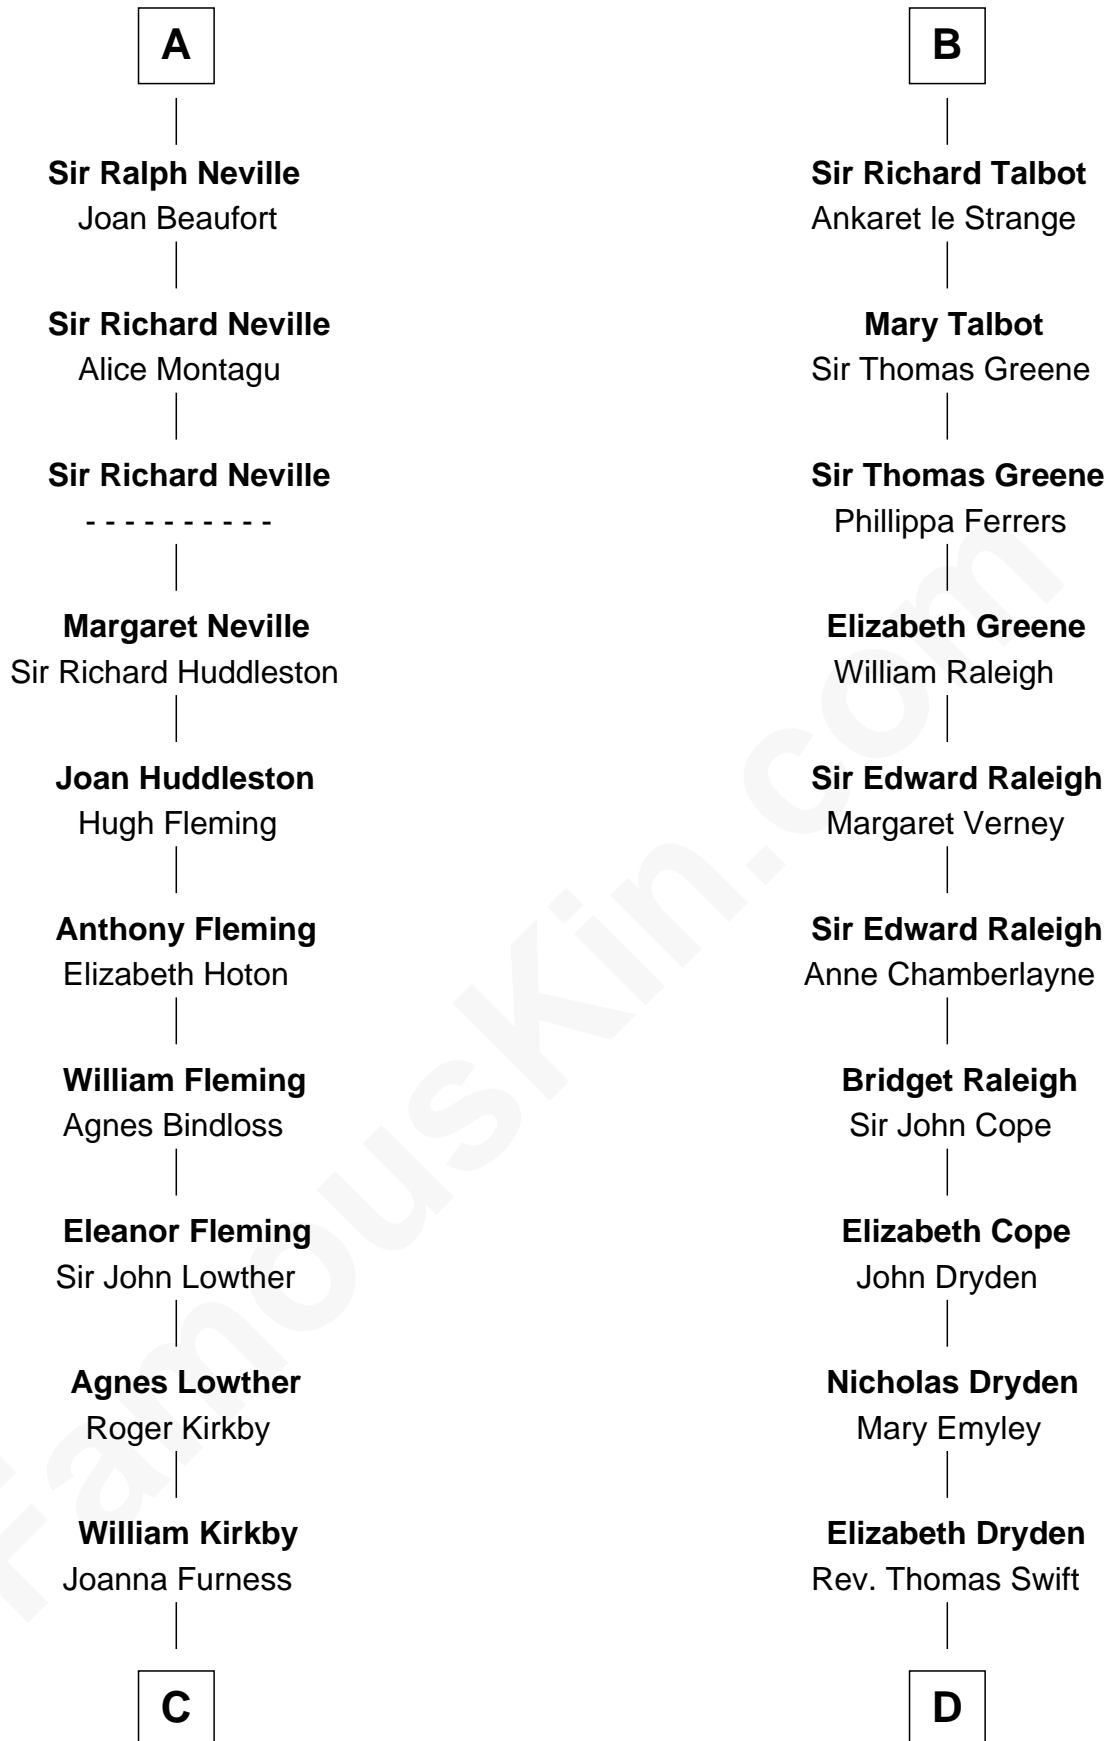 A
Sir Ralph Neville
Joan Beaufort
Sir Richard Neville
Alice Montagu
Sir Richard Neville
- - - - - - - - - -
Margaret Neville
Sir Richard Huddleston
Joan Huddleston
Hugh Fleming
Anthony Fleming
Elizabeth Hoton
William Fleming
Agnes Bindloss
Eleanor Fleming
Sir John Lowther
Agnes Lowther
Roger Kirkby
William Kirkby
Joanna Furness
C
B
Sir Richard Talbot
Ankaret le Strange
Mary Talbot
Sir Thomas Greene
Sir Thomas Greene
Phillippa Ferrers
Elizabeth Greene
William Raleigh
Sir Edward Raleigh
Margaret Verney
Sir Edward Raleigh
Anne Chamberlayne
Bridget Raleigh
Sir John Cope
Elizabeth Cope
John Dryden
Nicholas Dryden
Mary Emyley
Elizabeth Dryden
Rev. Thomas Swift
D
FamousKin.com